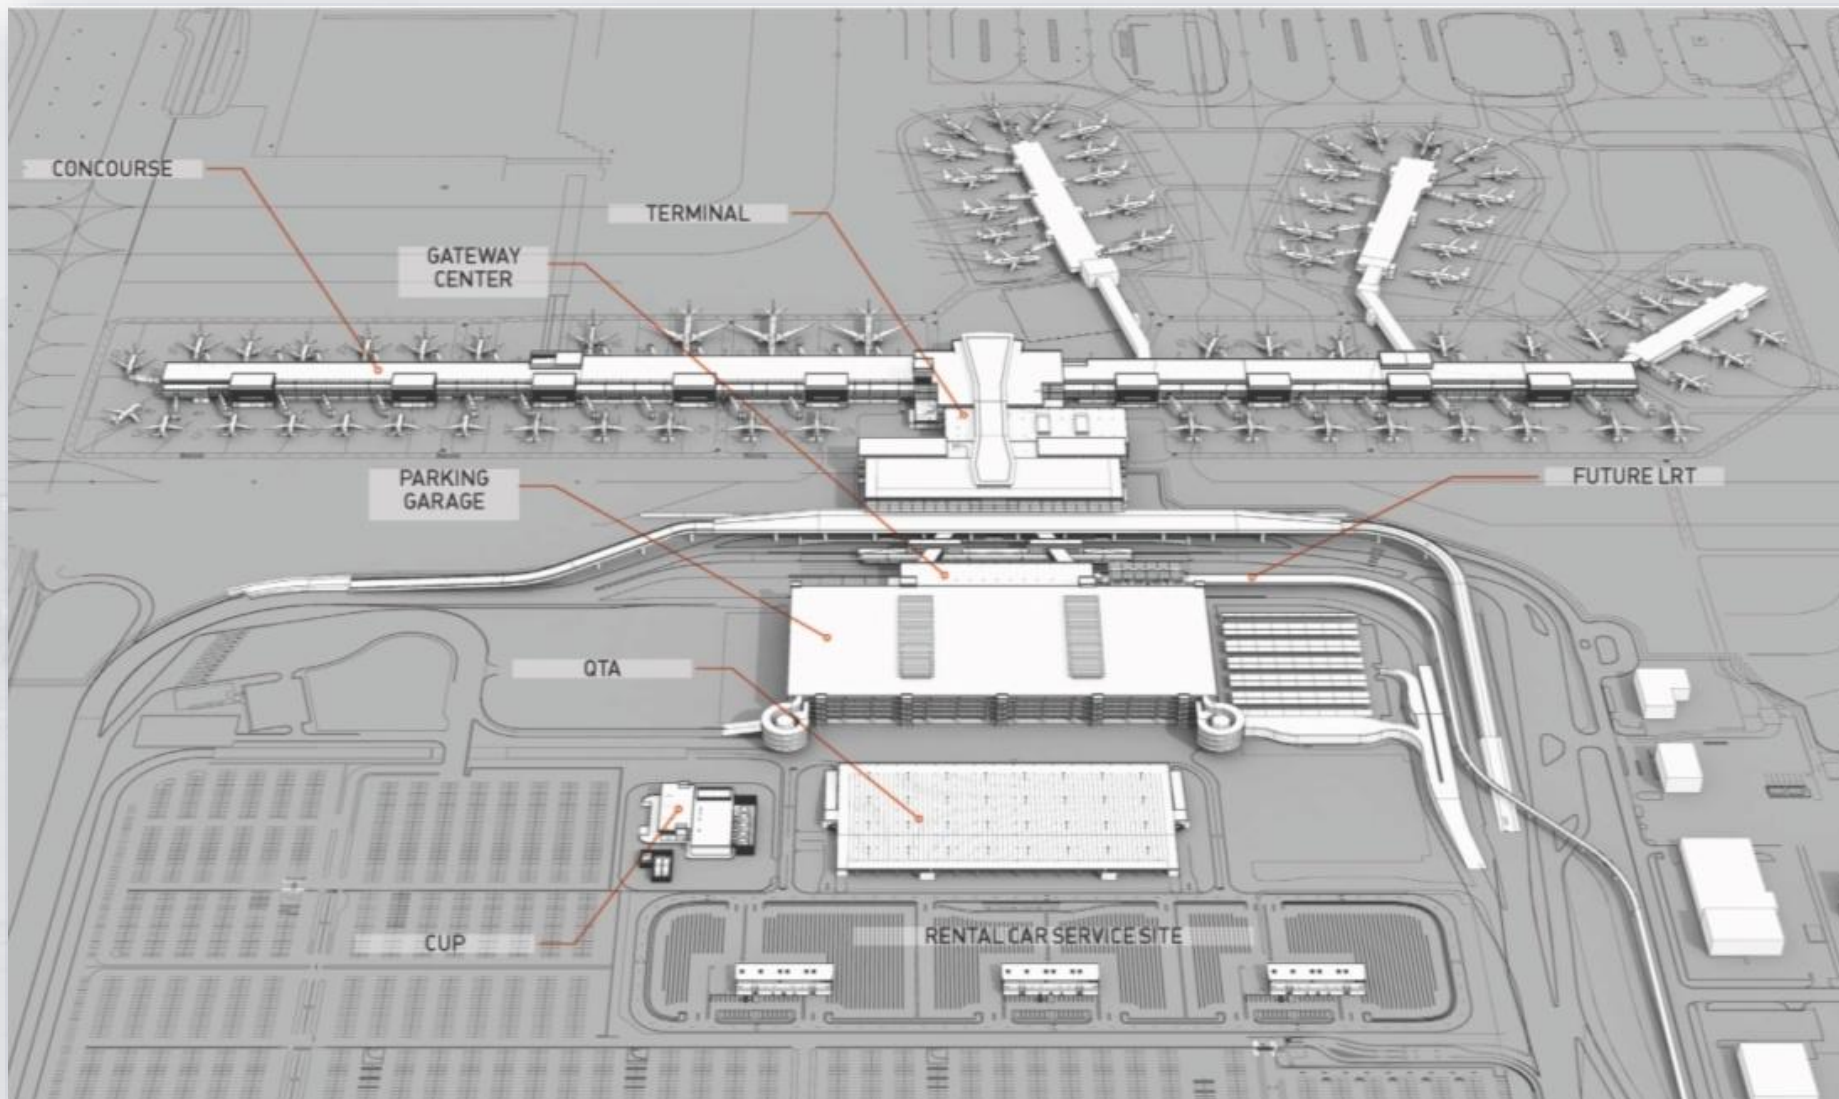 CONCOURSE
TERMINAL
GATEWAY
CENTER
PARKING
GARAGE
FUTURE LRT
QTA
CUP
RENTAL CAR SERVICE SITE